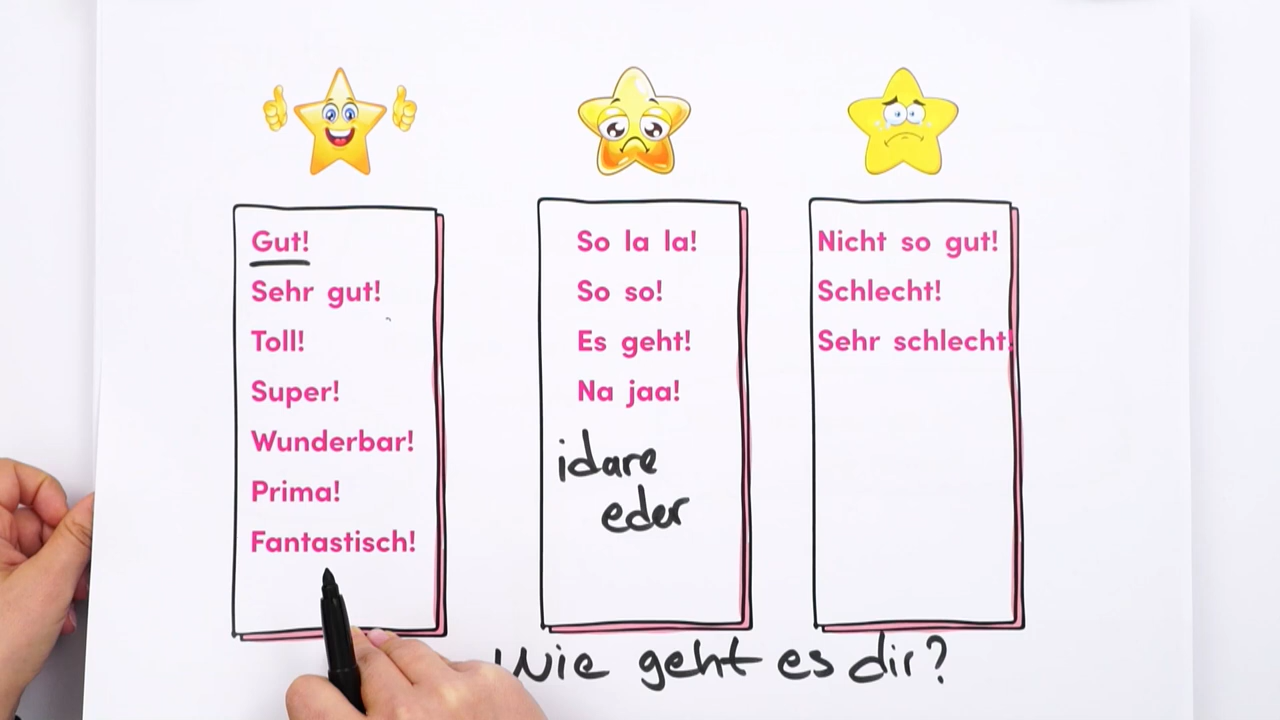 Gut!
Sehr gut!
Toll!
Super!
Wunderbar!
Prima!
Fantastisch!
So la la!
So so!
Es geht!
Na jaa!
idare
eder
Nicht so gut!
Schlecht!
Sehr schlecht!
Wie geht es dir?